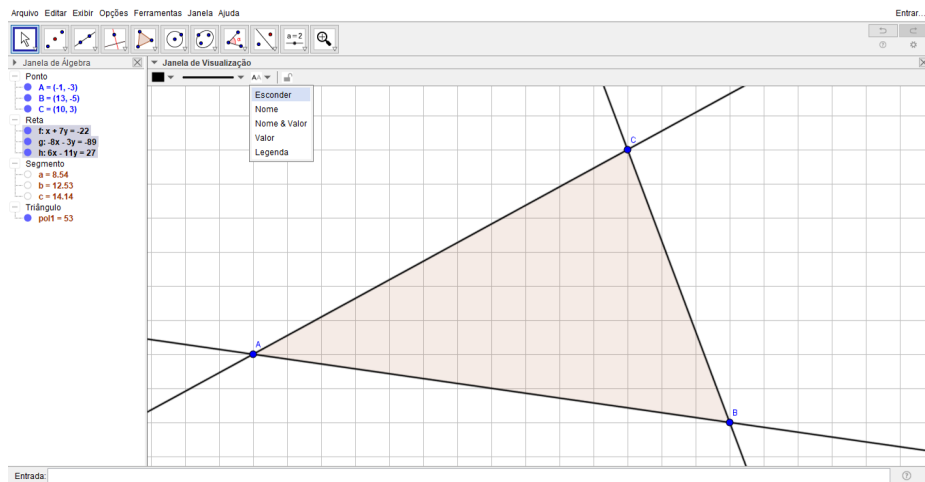 Arquivo Editar Exibir Opções Ferramentas Janela Ajuda
Entrar...
a = 2
Janela de Álgebra
Janela de Visualização
AA
Ponto
A = (-1, -3)
B = (13, -5)
C = (10, 3)
Reta
f: x + 7y = -22
g: -8x - 3y = -89
h: 6x - 11y = 27
Segmento
a = 8.54
b = 12.53
c = 14.14
Triângulo
pol1 = 53
Esconder
Nome
Nome & Valor
Valor
Legenda
C
A
B
Entrada: